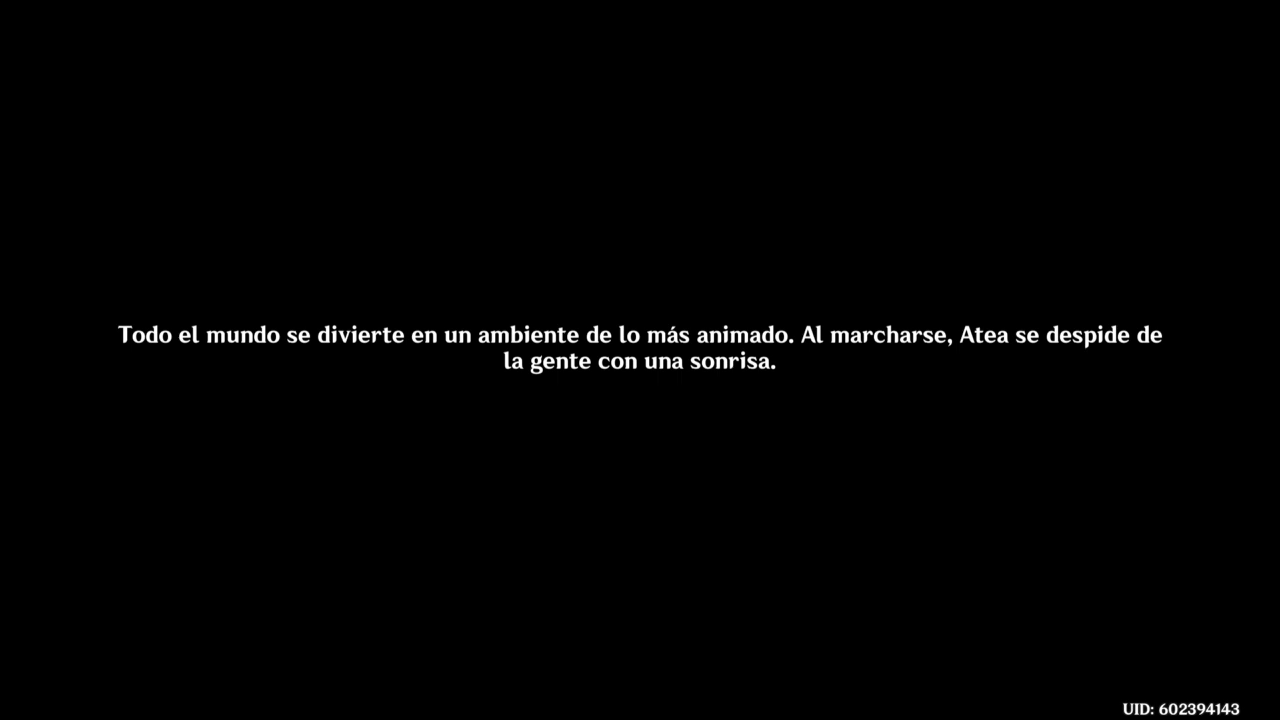 Todo el mundo se divierte en un ambiente de lo más animado. Al marcharse, Atea se despide de
la gente con una sonrisa.
UID: 602394143